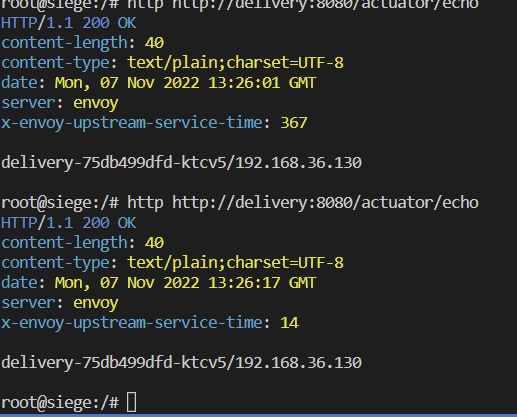 root@siege:/# http http://delivery:8080/actuator/echo
HTTP/1.1 200 OK
content-length: 40
content-type: text/plain;charset=UTF-8
date: Mon, 07 Nov 2022 13:26:01 GMT
server: envoy
x-envoy-upstream-service-time: 367
delivery-75db499dfd-ktcv5/192.168.36.130
root@siege:/# http http://delivery:8080/actuator/echo
HTTP/1.1 200 OK
content-length: 40
content-type: text/plain;charset=UTF-8
date: Mon, 07 Nov 2022 13:26:17 GMT
server: envoy
x-envoy-upstream-service-time: 14
delivery-75db499dfd-ktcv5/192.168.36.130
root@siege:/#